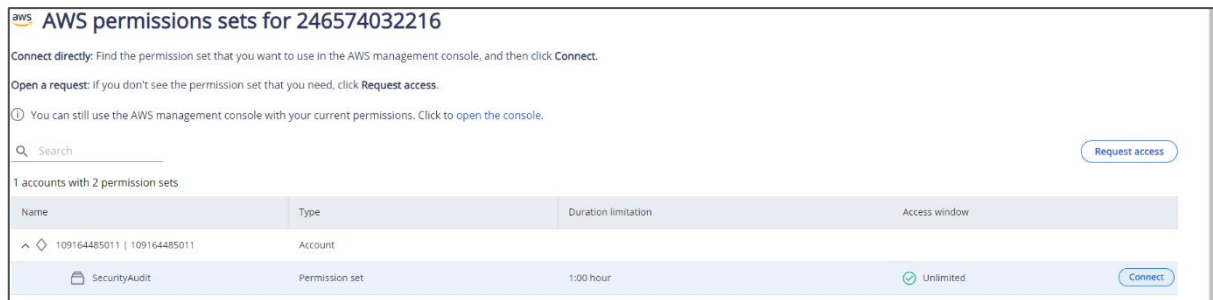 aws AWS permissions sets for 246574032216
Connect directly: Find the permission set that you want to use in the AWS management console, and then click Connect.
Open a request: if you don't see the permission set that you need, click Request access.
You can still use the AWS management console with your current permissions. Click to open the console.
Search
Request access
1 accounts with 2 permission sets
Name Type Duration limitation Access window
109164485011 | 109164485011 Account
SecurityAudit Permission set 1:00 hour Unlimited Connect